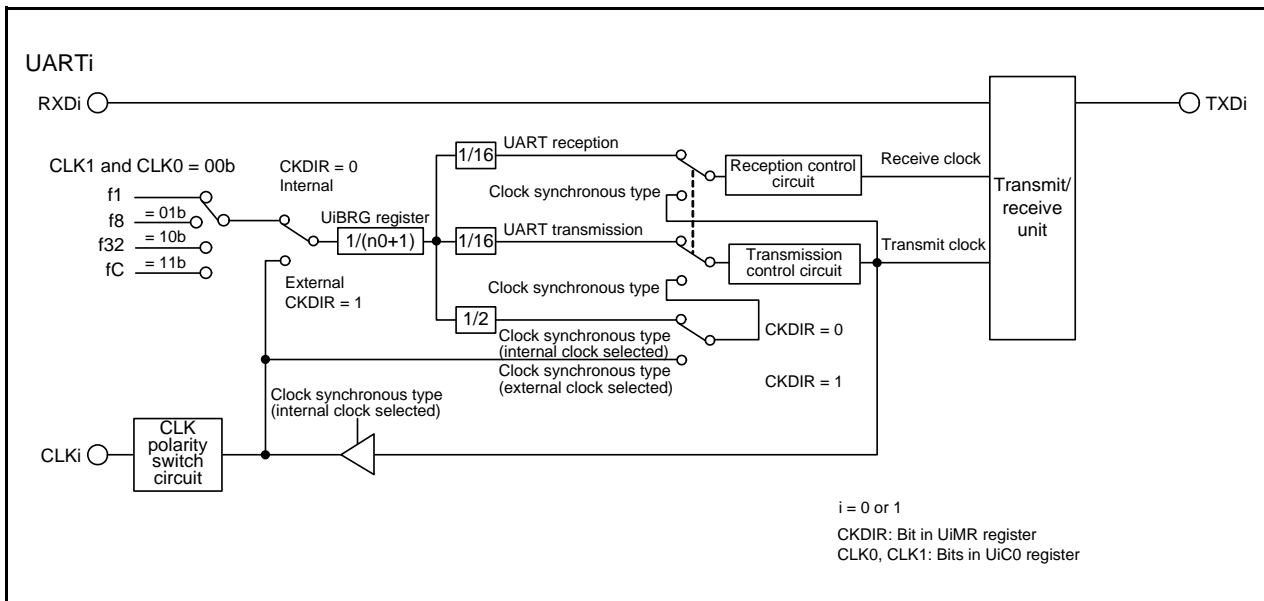 UARTi
RXDi
TXDi
CLK1 and CLK0 = 00b
f1
f8
= 01b
f32
= 10b
fC
= 11b
CKDIR = 0
Internal
External
CKDIR = 1
UiBRG register
1/(n0+1)
1/16
UART reception
Clock synchronous type
1/16
UART transmission
Clock synchronous type
1/2
Clock synchronous type
(internal clock selected)
Clock synchronous type
(external clock selected)
CKDIR = 0
CKDIR = 1
Reception control
circuit
Receive clock
Transmission
control circuit
Transmit clock
Transmit/
receive
unit
Clock synchronous type
(internal clock selected)
CLKi
CLK
polarity
switch
circuit
i = 0 or 1
CKDIR: Bit in UiMR register
CLK0, CLK1: Bits in UiC0 register